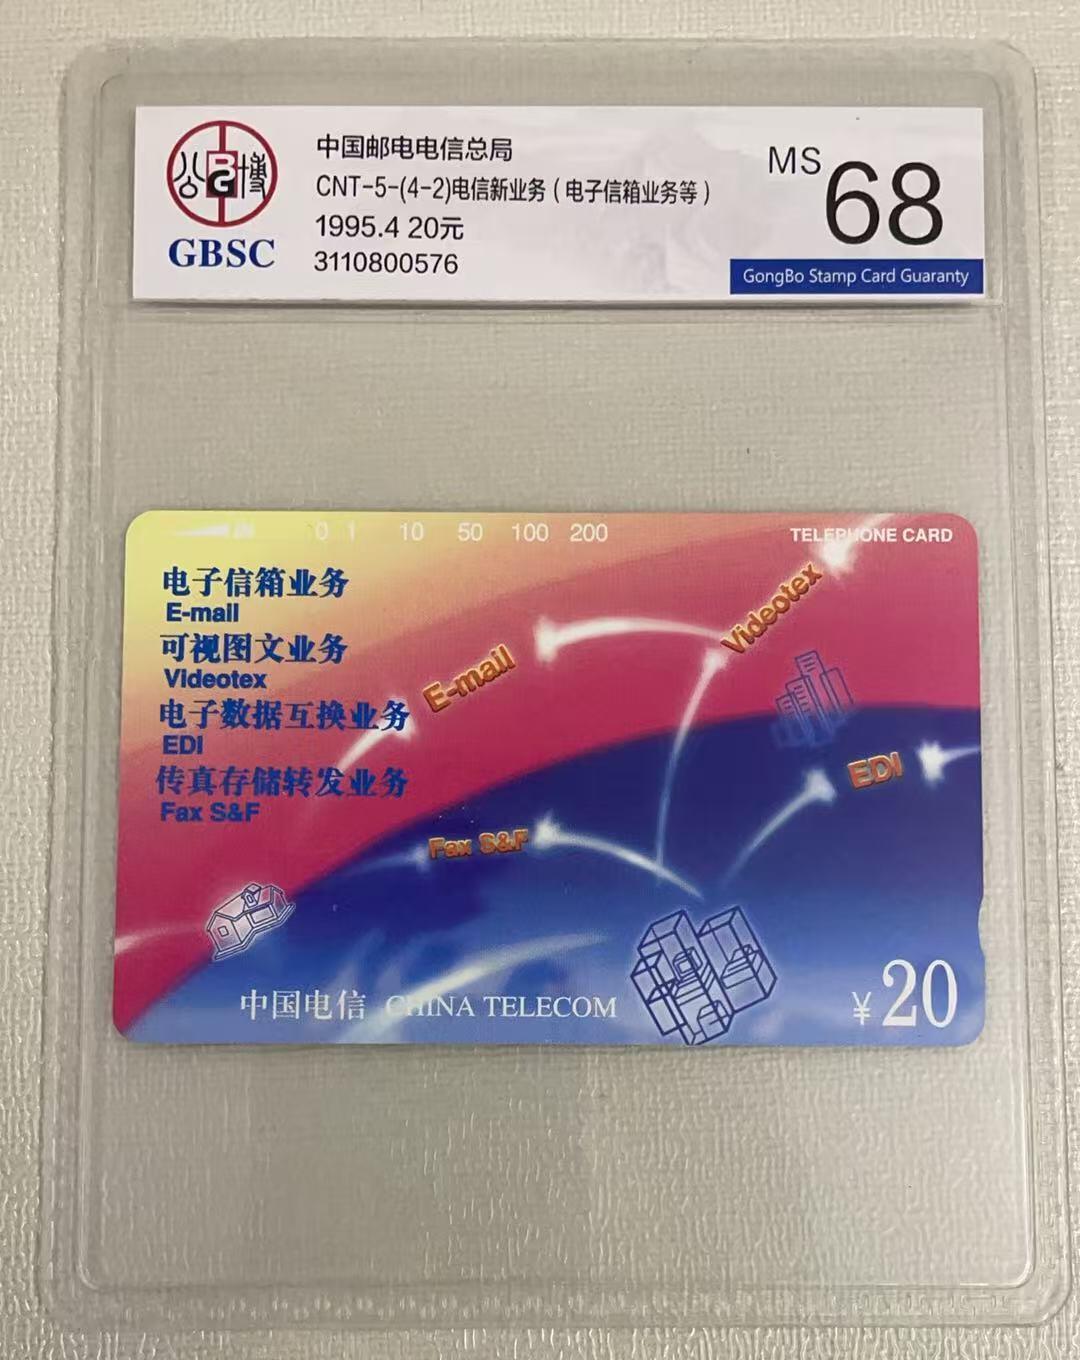 公博
BG
GBSC
中国邮电电信总局
CNT-5-(4-2)电信新业务（电子信箱业务等）
1995.4 20元
3110800576
MS 68
GongBo Stamp Card Guaranty
0 1 10 50 100 200
TELEPHONE CARD
电子信箱业务
E-mail
可视图文业务
Videotex
电子数据互换业务
EDI
传真存储转发业务
Fax S&F
E-mail
Videotex
EDI
Fax S&F
中国电信 CHINA TELECOM
¥20